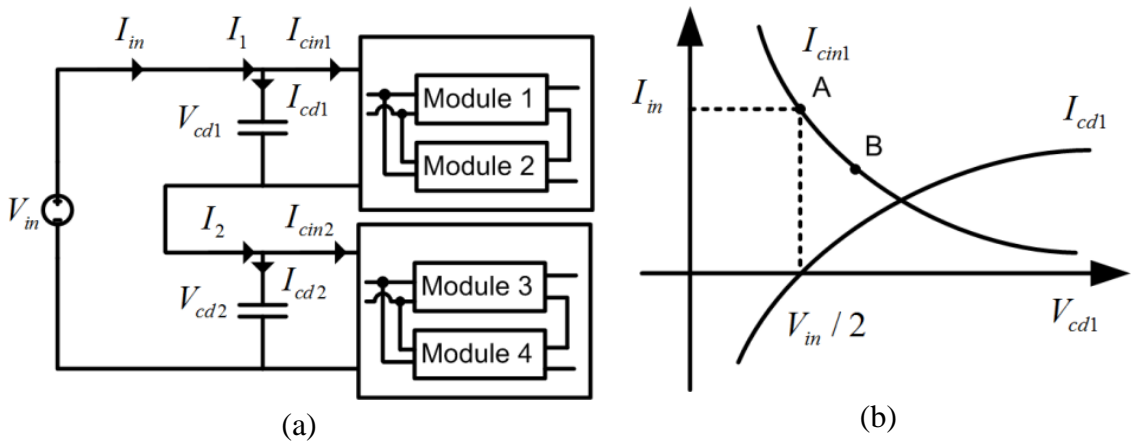 I_in I_1 I_cin1
I_cd1
V_cd1
Module 1
Module 2
V_in
I_2 I_cin2
I_cd2
V_cd2
Module 3
Module 4
(a)
I_cin1
A
I_in
I_cd1
B
V_in / 2
V_cd1
(b)